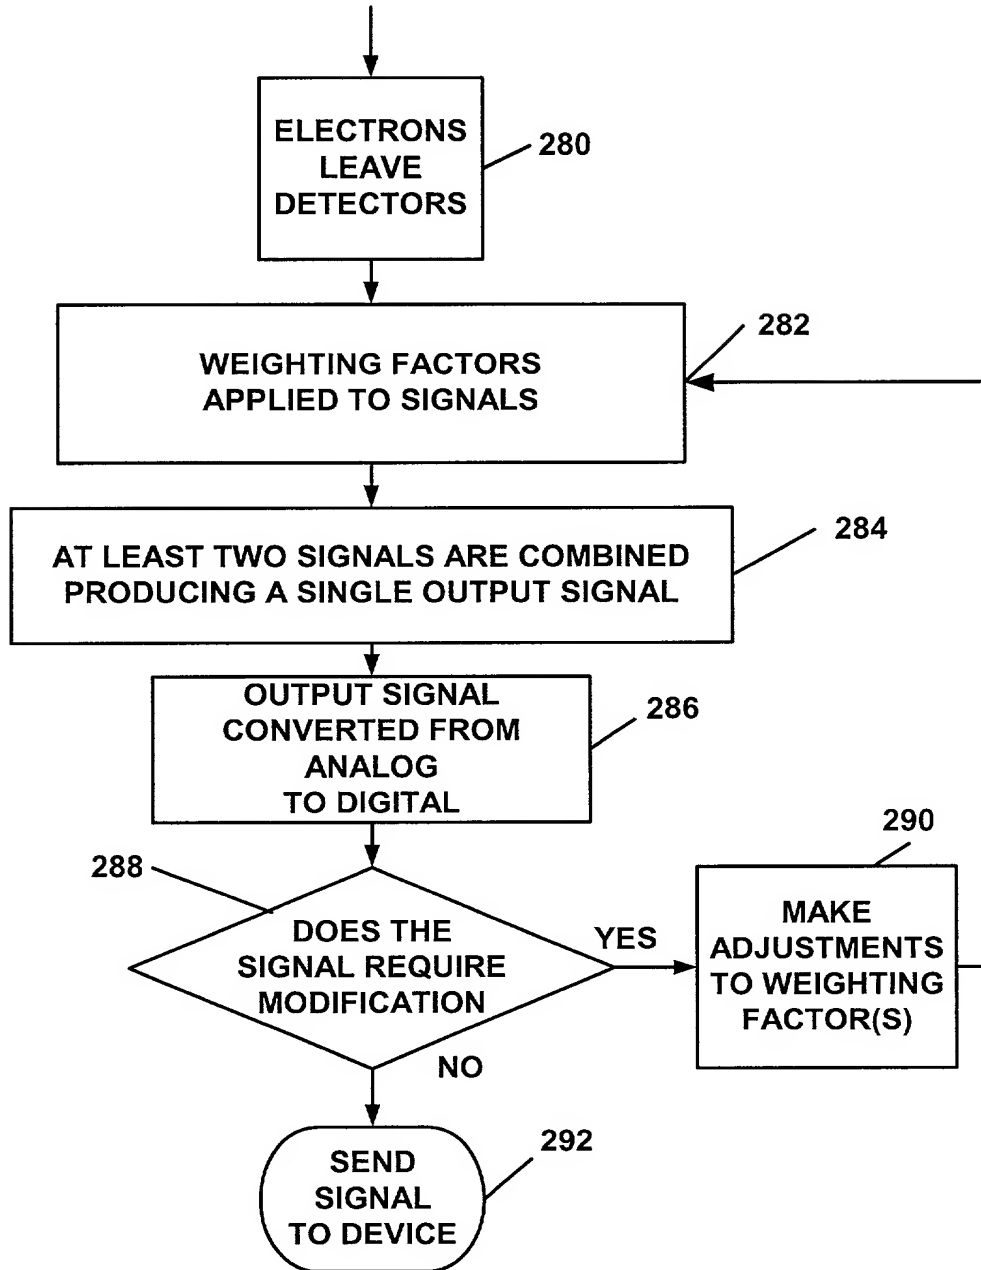 ELECTRONS
LEAVE
DETECTORS
280
WEIGHTING FACTORS
APPLIED TO SIGNALS
282
AT LEAST TWO SIGNALS ARE COMBINED
PRODUCING A SINGLE OUTPUT SIGNAL
284
OUTPUT SIGNAL
CONVERTED FROM
ANALOG
TO DIGITAL
286
288
DOES THE
SIGNAL REQUIRE
MODIFICATION
YES
290
MAKE
ADJUSTMENTS
TO WEIGHTING
FACTOR(S)
NO
SEND
SIGNAL
TO DEVICE
292